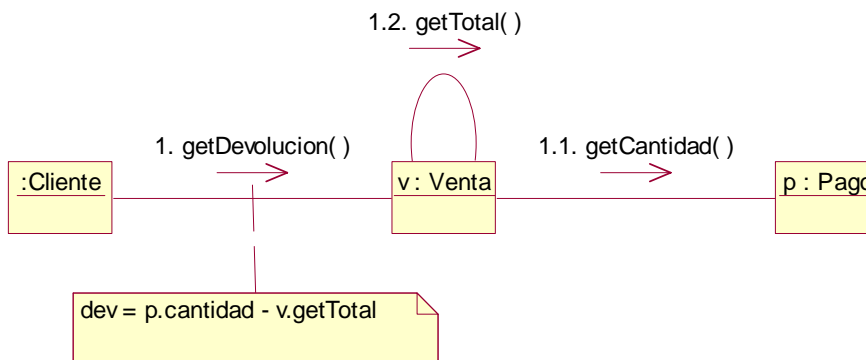 1.2. getTotal( )
1. getDevolucion( )
1.1. getCantidad( )
:Cliente
v : Venta
p : Pago
dev = p.cantidad - v.getTotal